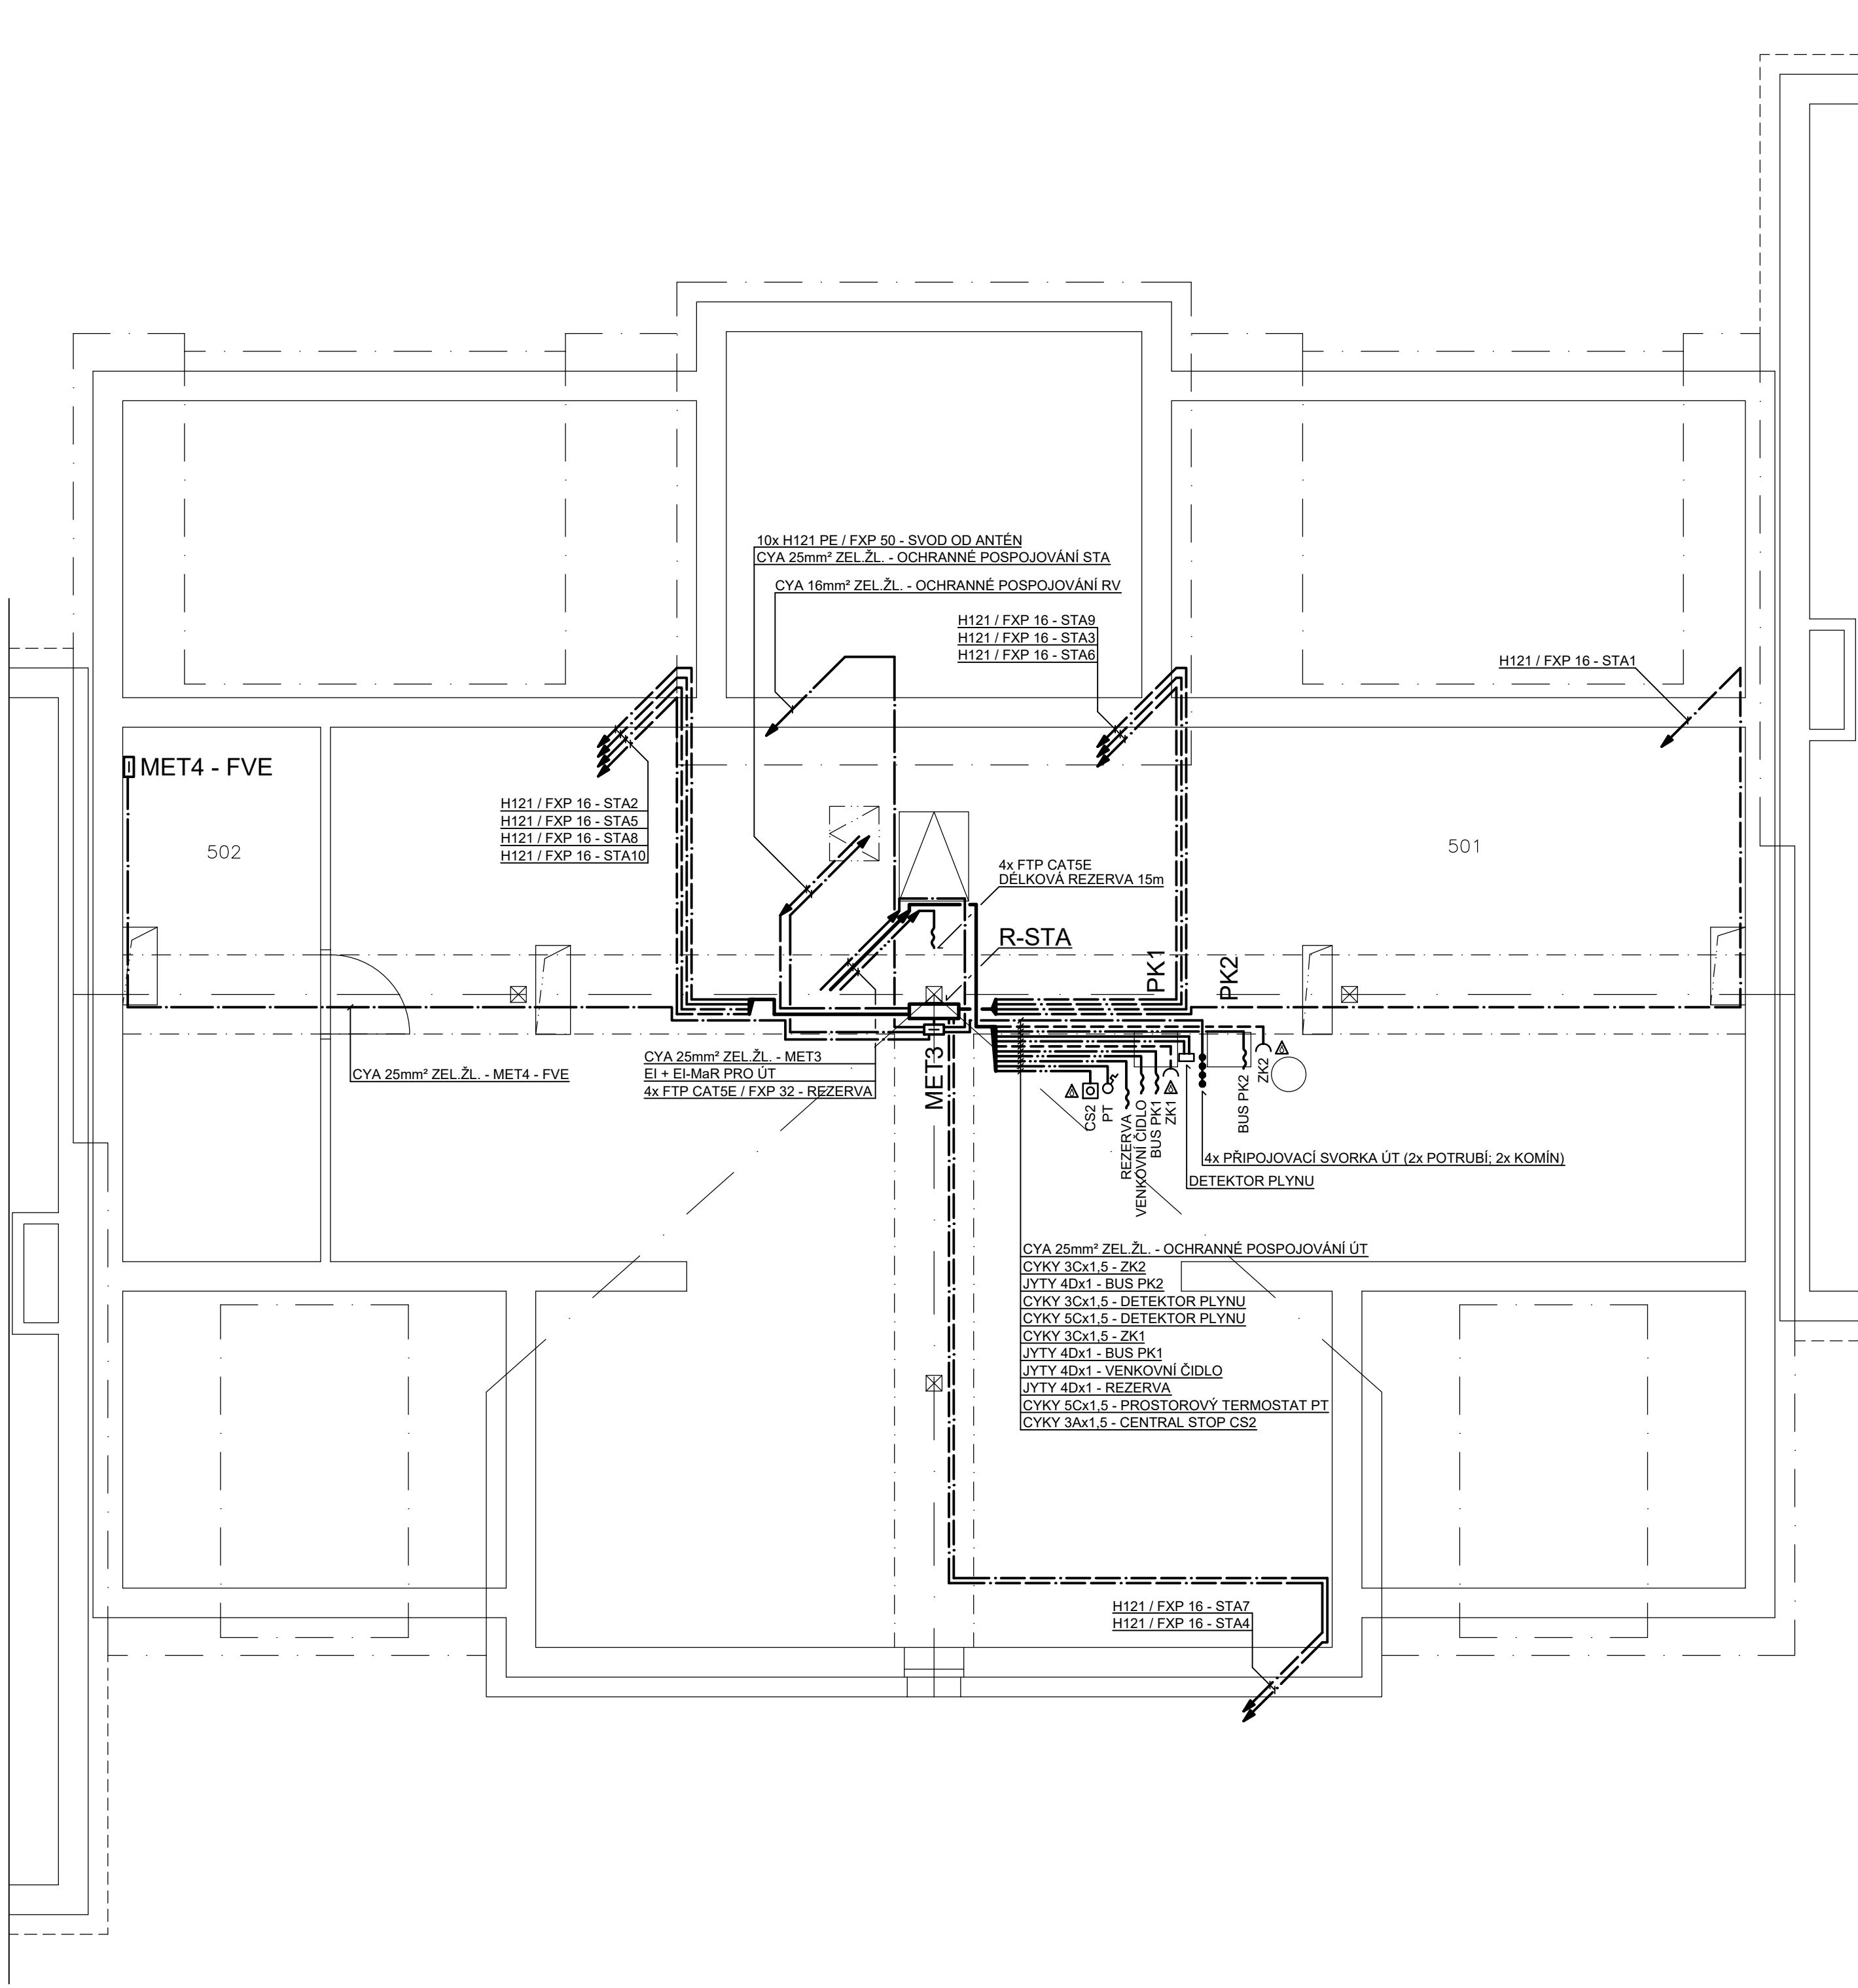 10x H121 PE / FXP 50 - SVOD OD ANTÉN
CYA 25mm² ZEL.ŽL. - OCHRANNÉ POSPOJOVÁNÍ STA
CYA 16mm² ZEL.ŽL. - OCHRANNÉ POSPOJOVÁNÍ RV
H121 / FXP 16 - STA9
H121 / FXP 16 - STA3
H121 / FXP 16 - STA6
H121 / FXP 16 - STA1
MET4 - FVE
H121 / FXP 16 - STA2
H121 / FXP 16 - STA5
H121 / FXP 16 - STA8
H121 / FXP 16 - STA10
502
501
4x FTP CAT5E
DÉLKOVÁ REZERVA 15m
R-STA
PK1
PK2
CYA 25mm² ZEL.ŽL. - MET3
EI + EI-MaR PRO ÚT
4x FTP CAT5E / FXP 32 - REZERVA
CYA 25mm² ZEL.ŽL. - MET4 - FVE
MET3
CS2
PT
REZERVA
VENKOVNÍ ČIDLO
BUS PK1
ZK1
BUS PK2
ZK2
4x PŘIPOJOVACÍ SVORKA ÚT (2x POTRUBÍ; 2x KOMÍN)
DETEKTOR PLYNU
CYA 25mm² ZEL.ŽL. - OCHRANNÉ POSPOJOVÁNÍ ÚT
CYKY 3Cx1,5 - ZK2
JYTY 4Dx1 - BUS PK2
CYKY 3Cx1,5 - DETEKTOR PLYNU
CYKY 5Cx1,5 - DETEKTOR PLYNU
CYKY 3Cx1,5 - ZK1
JYTY 4Dx1 - BUS PK1
JYTY 4Dx1 - VENKOVNÍ ČIDLO
JYTY 4Dx1 - REZERVA
CYKY 5Cx1,5 - PROSTOROVÝ TERMOSTAT PT
CYKY 3Ax1,5 - CENTRAL STOP CS2
H121 / FXP 16 - STA7
H121 / FXP 16 - STA4